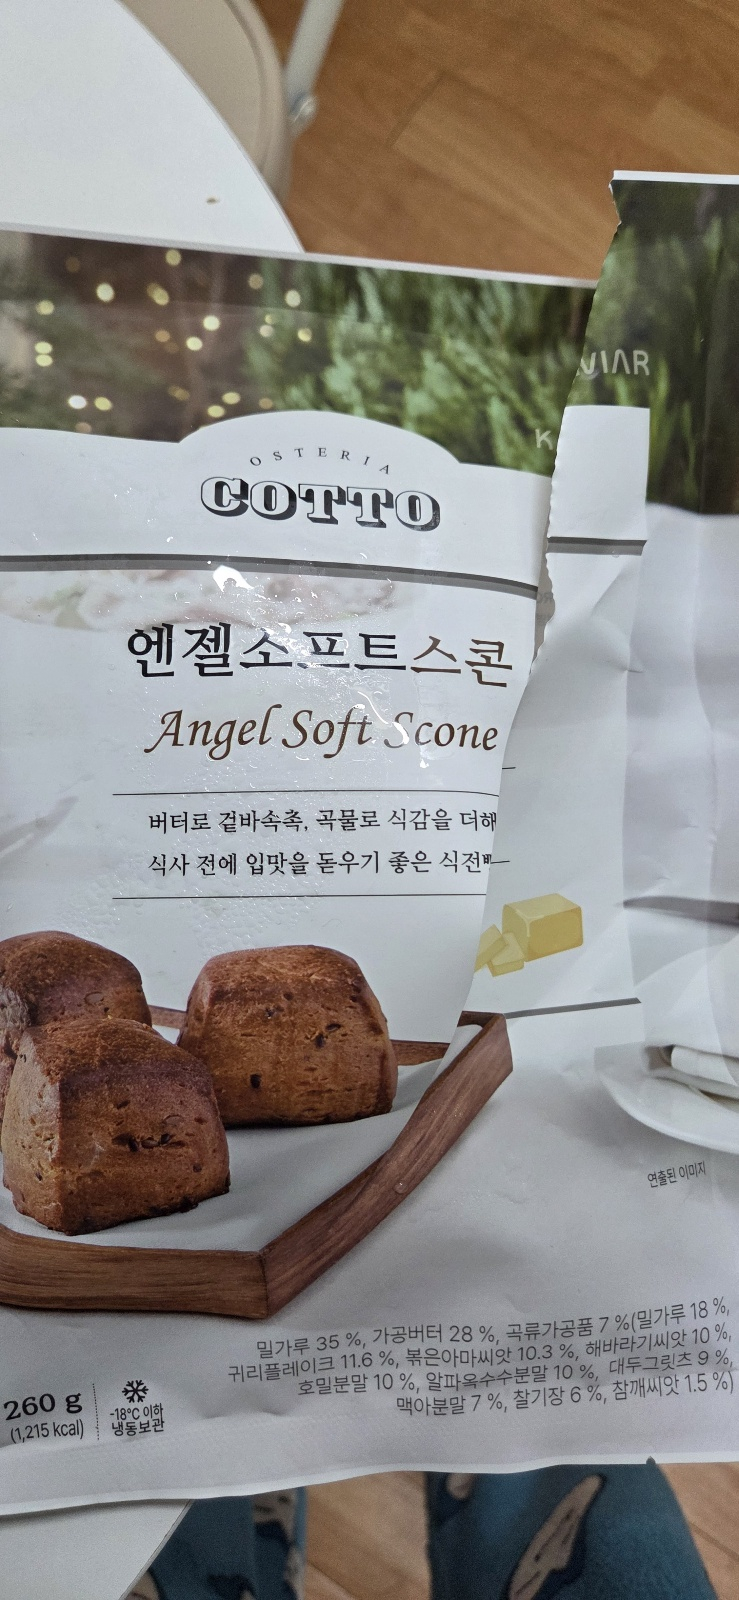 VIAR
K
OSTERIA
COTTO
엔젤소프트스콘
Angel Soft Scone
버터로 겉바속촉, 곡물로 식감을 더해
식사 전에 입맛을 돋우기 좋은 식전
연출된 이미지
밀가루 35 %, 가공버터 28 %, 곡류가공품 7 %(밀가루 18 %,
귀리플레이크 11.6 %, 볶은아마씨앗 10.3 %, 해바라기씨앗 10 %,
호밀분말 10 %, 알파옥수수분말 10 %, 대두그릿츠 9 %,
맥아분말 7 %, 찰기장 6 %, 참깨씨앗 1.5 %)
260 g
(1,215 kcal)
-18°C 이하
냉동보관